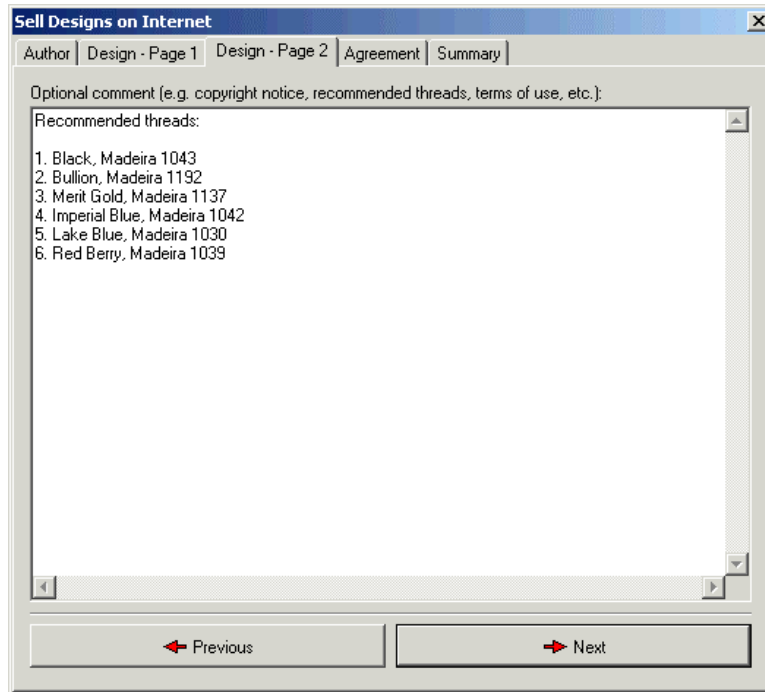 Sell Designs on Internet
Author
Design - Page 1
Design - Page 2
Agreement
Summary
Optional comment (e.g. copyright notice, recommended threads, terms of use, etc.):
Recommended threads:
1. Black, Madeira 1043
2. Bullion, Madeira 1192
3. Merit Gold, Madeira 1137
4. Imperial Blue, Madeira 1042
5. Lake Blue, Madeira 1030
6. Red Berry, Madeira 1039
Previous
Next